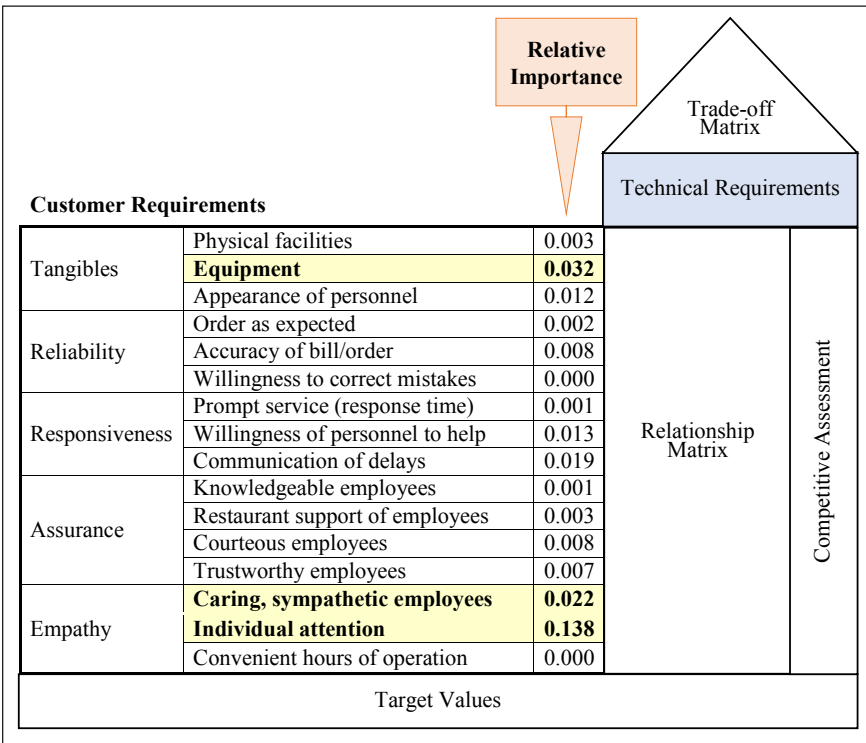 Relative
Importance
Trade-off
Matrix
Technical Requirements
Customer Requirements
Tangibles
Physical facilities 0.003
Equipment 0.032
Appearance of personnel 0.012
Reliability
Order as expected 0.002
Accuracy of bill/order 0.008
Willingness to correct mistakes 0.000
Responsiveness
Prompt service (response time) 0.001
Willingness of personnel to help 0.013
Communication of delays 0.019
Assurance
Knowledgeable employees 0.001
Restaurant support of employees 0.003
Courteous employees 0.008
Trustworthy employees 0.007
Empathy
Caring, sympathetic employees 0.022
Individual attention 0.138
Convenient hours of operation 0.000
Relationship
Matrix
Competitive Assessment
Target Values